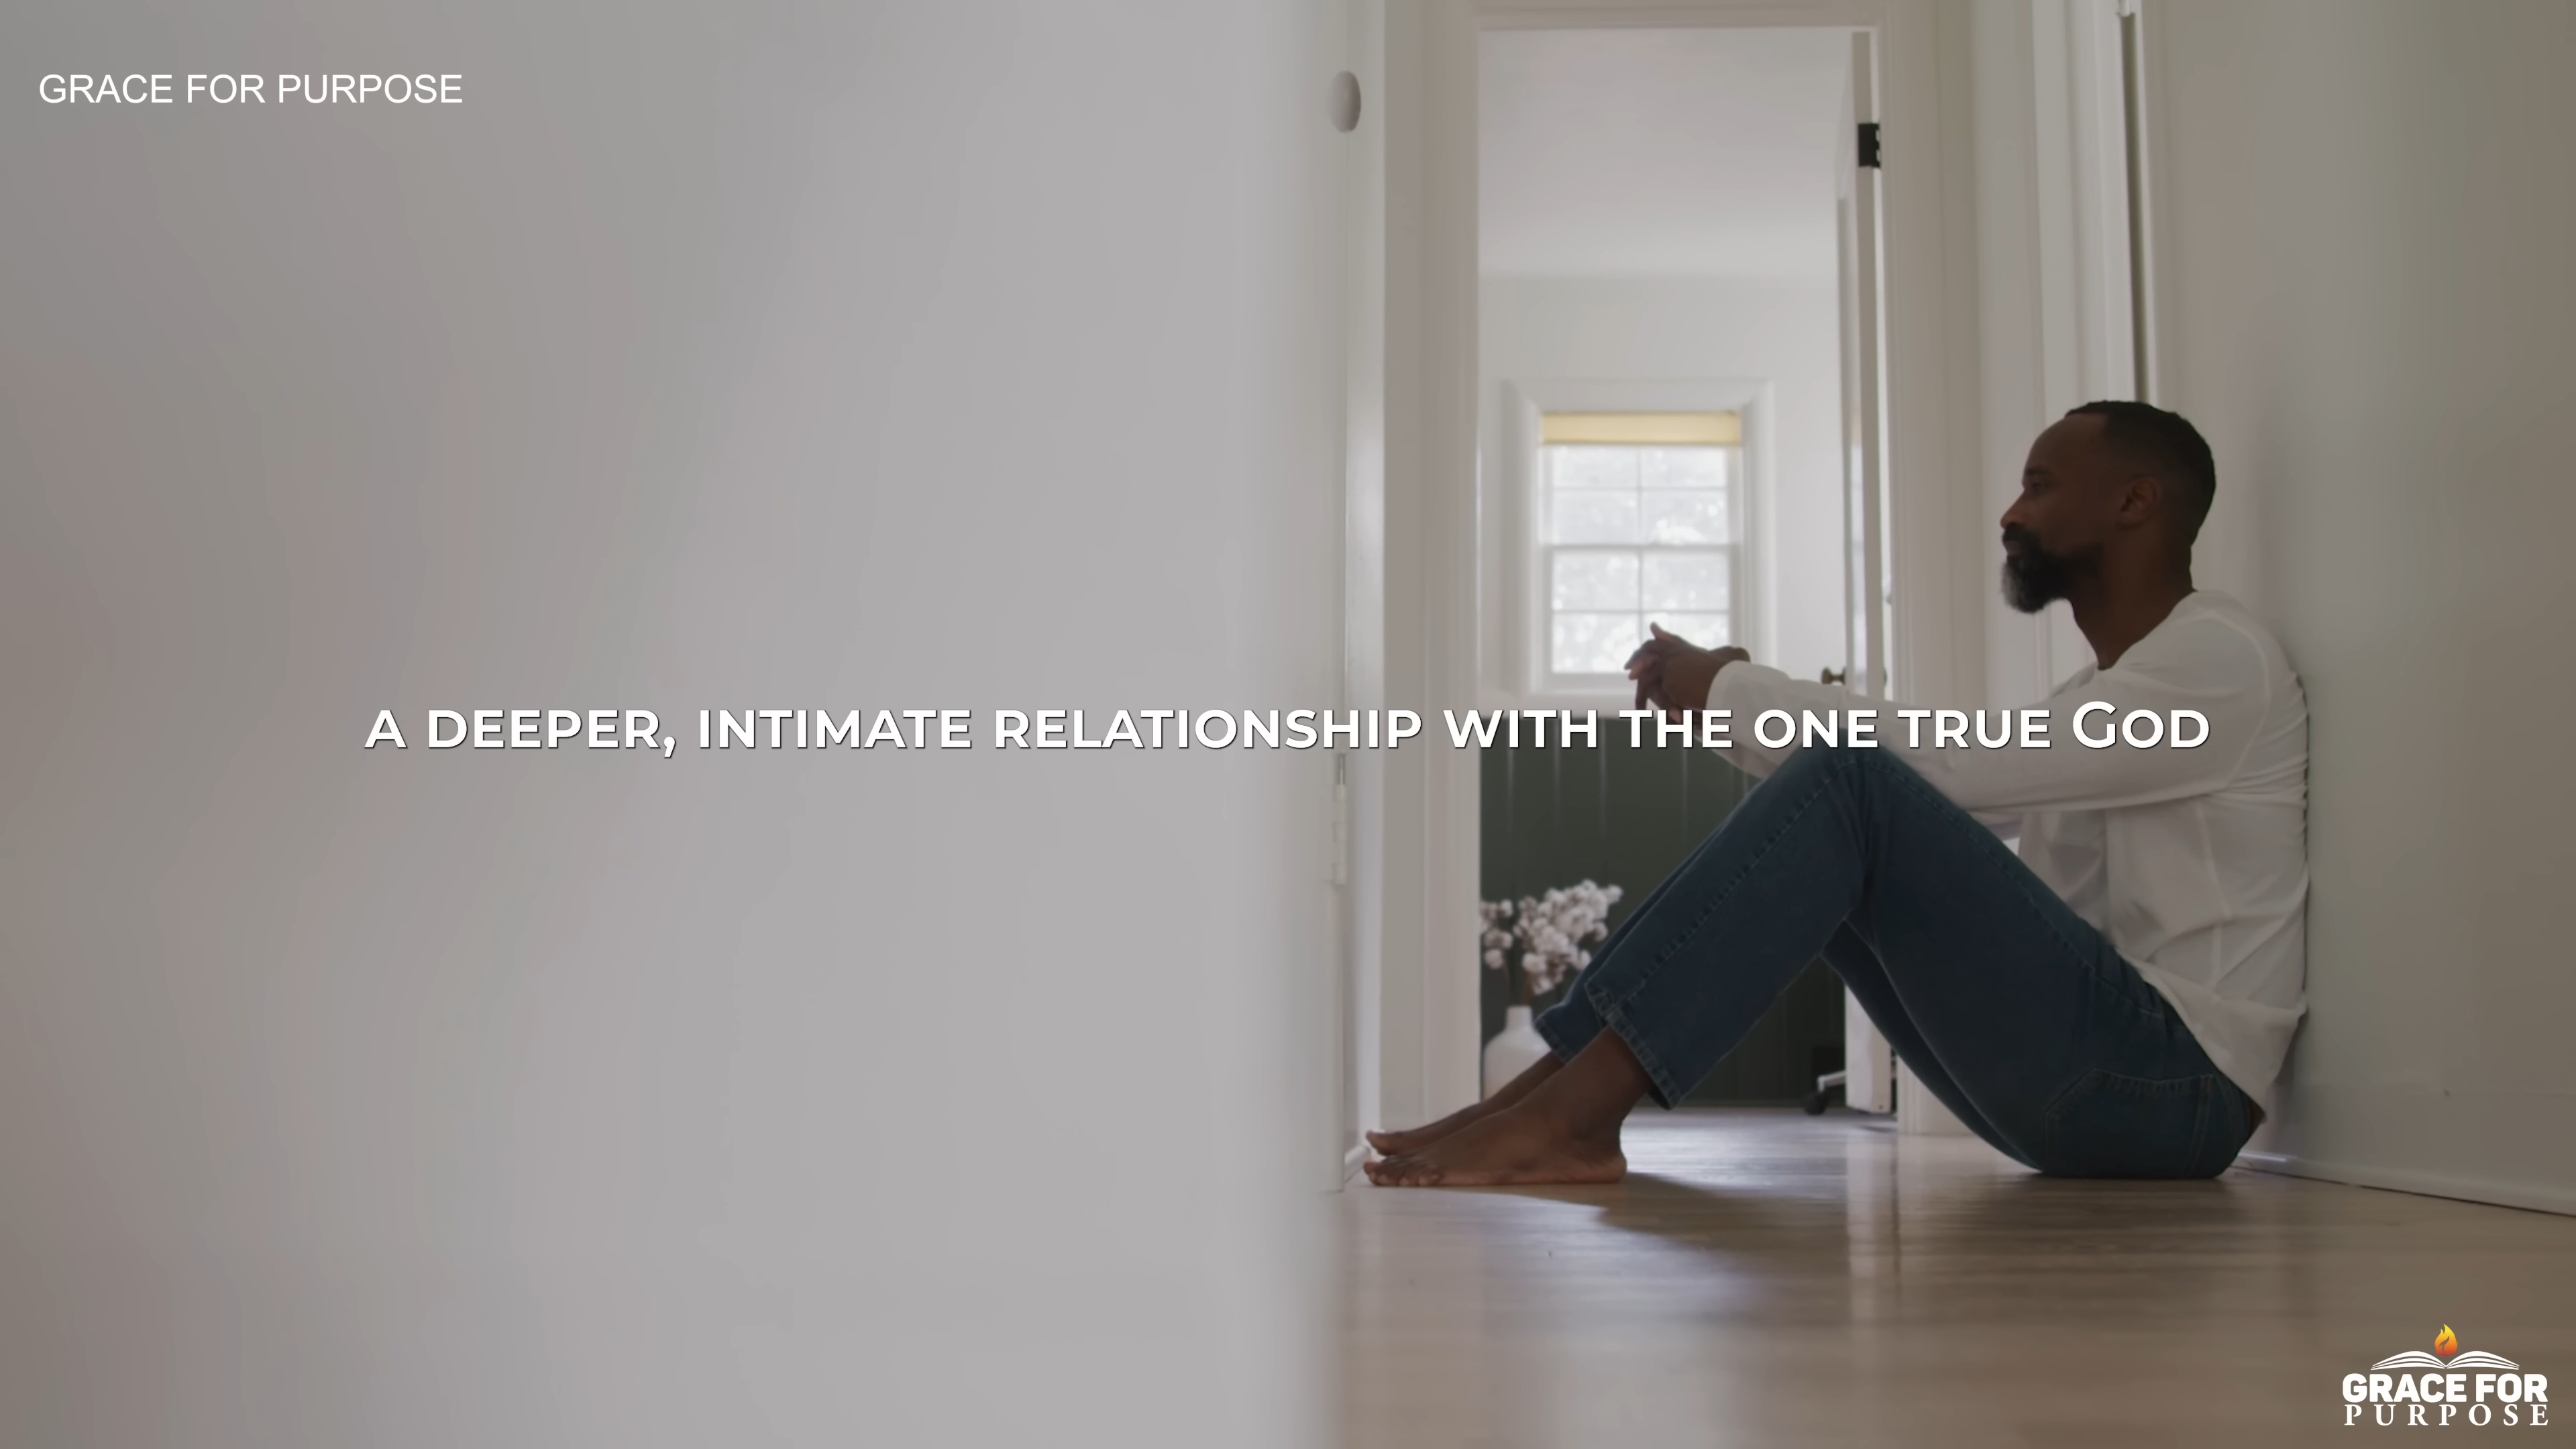 GRACE FOR PURPOSE
A DEEPER, INTIMATE RELATIONSHIP WITH THE ONE TRUE GOD
GRACE FOR
PURPOSE